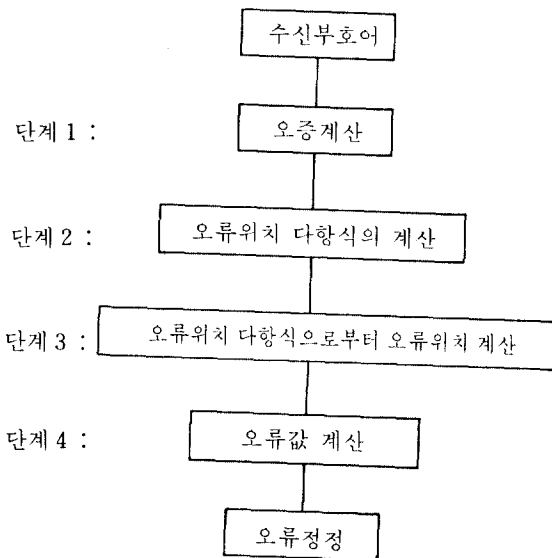 수신부호어
단계 1 : 오증계산
단계 2 : 오류위치 다항식의 계산
단계 3 : 오류위치 다항식으로부터 오류위치 계산
단계 4 : 오류값 계산
오류정정